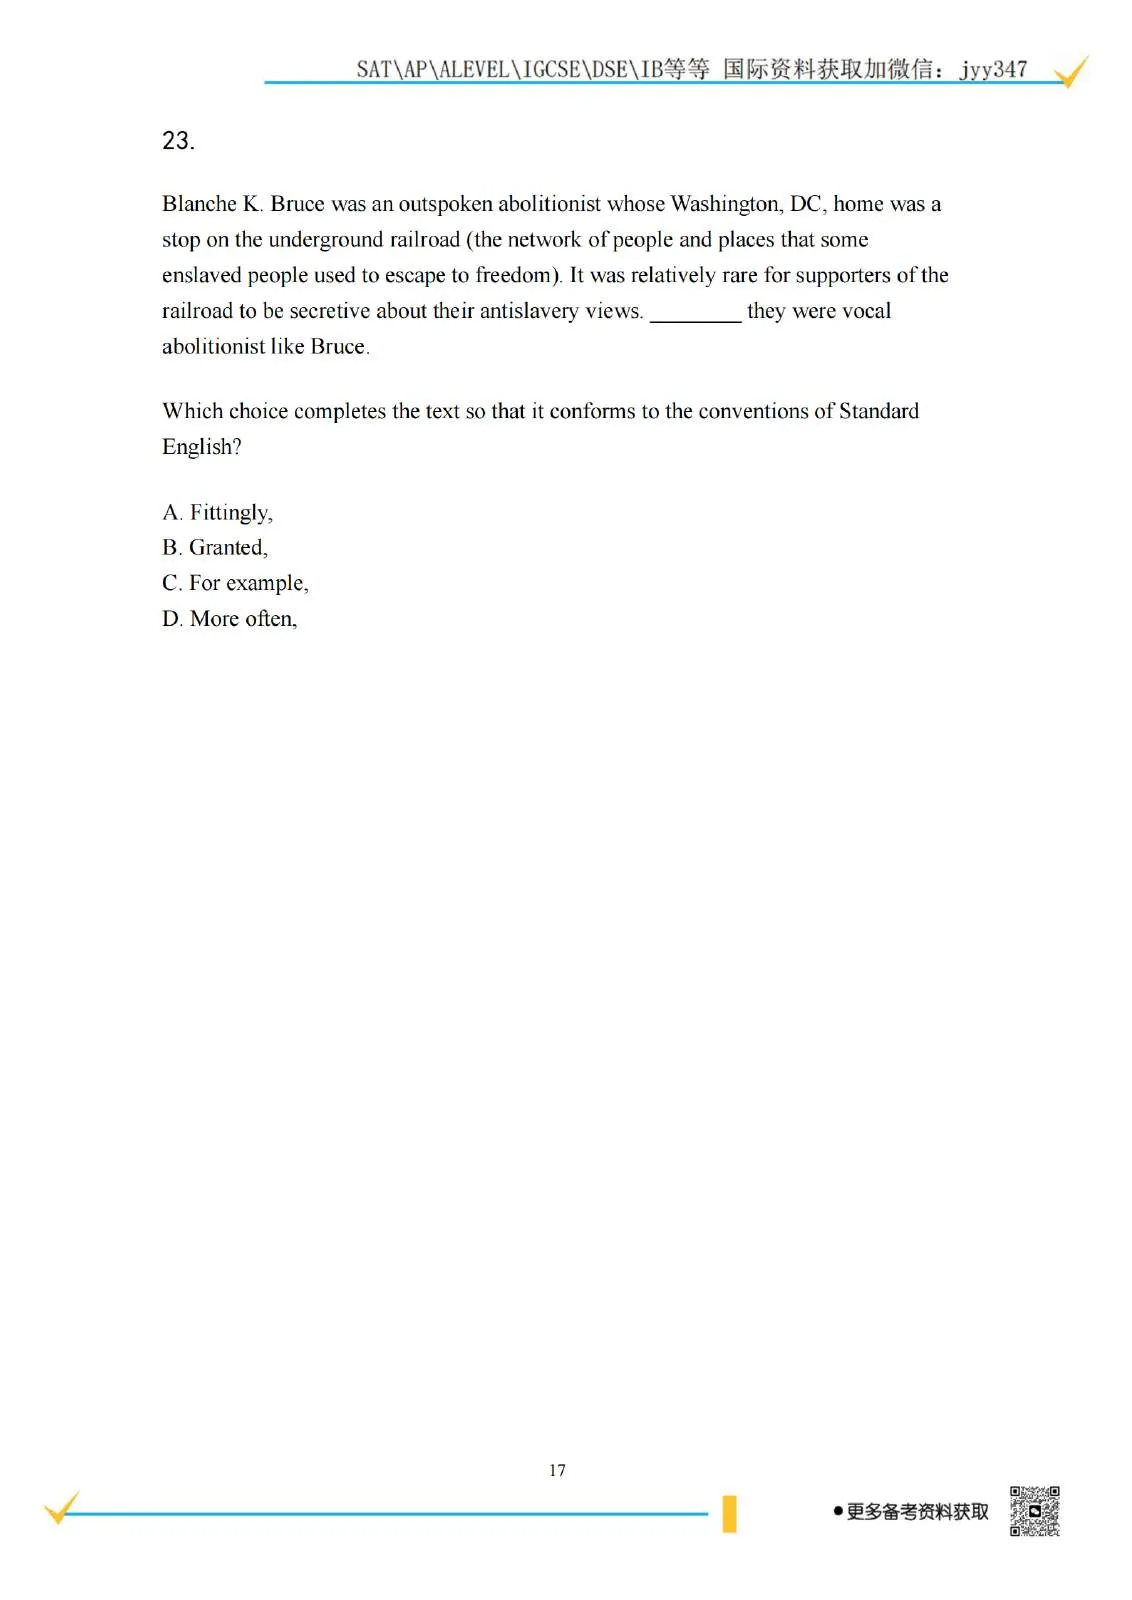 SAT\AP\ALEVEL\IGCSE\DSE\IB等等 国际资料获取加微信：jyy347
23.
Blanche K. Bruce was an outspoken abolitionist whose Washington, DC, home was a
stop on the underground railroad (the network of people and places that some
enslaved people used to escape to freedom). It was relatively rare for supporters of the
railroad to be secretive about their antislavery views. ________ they were vocal
abolitionist like Bruce.
Which choice completes the text so that it conforms to the conventions of Standard
English?
A. Fittingly,
B. Granted,
C. For example,
D. More often,
17
●更多备考资料获取